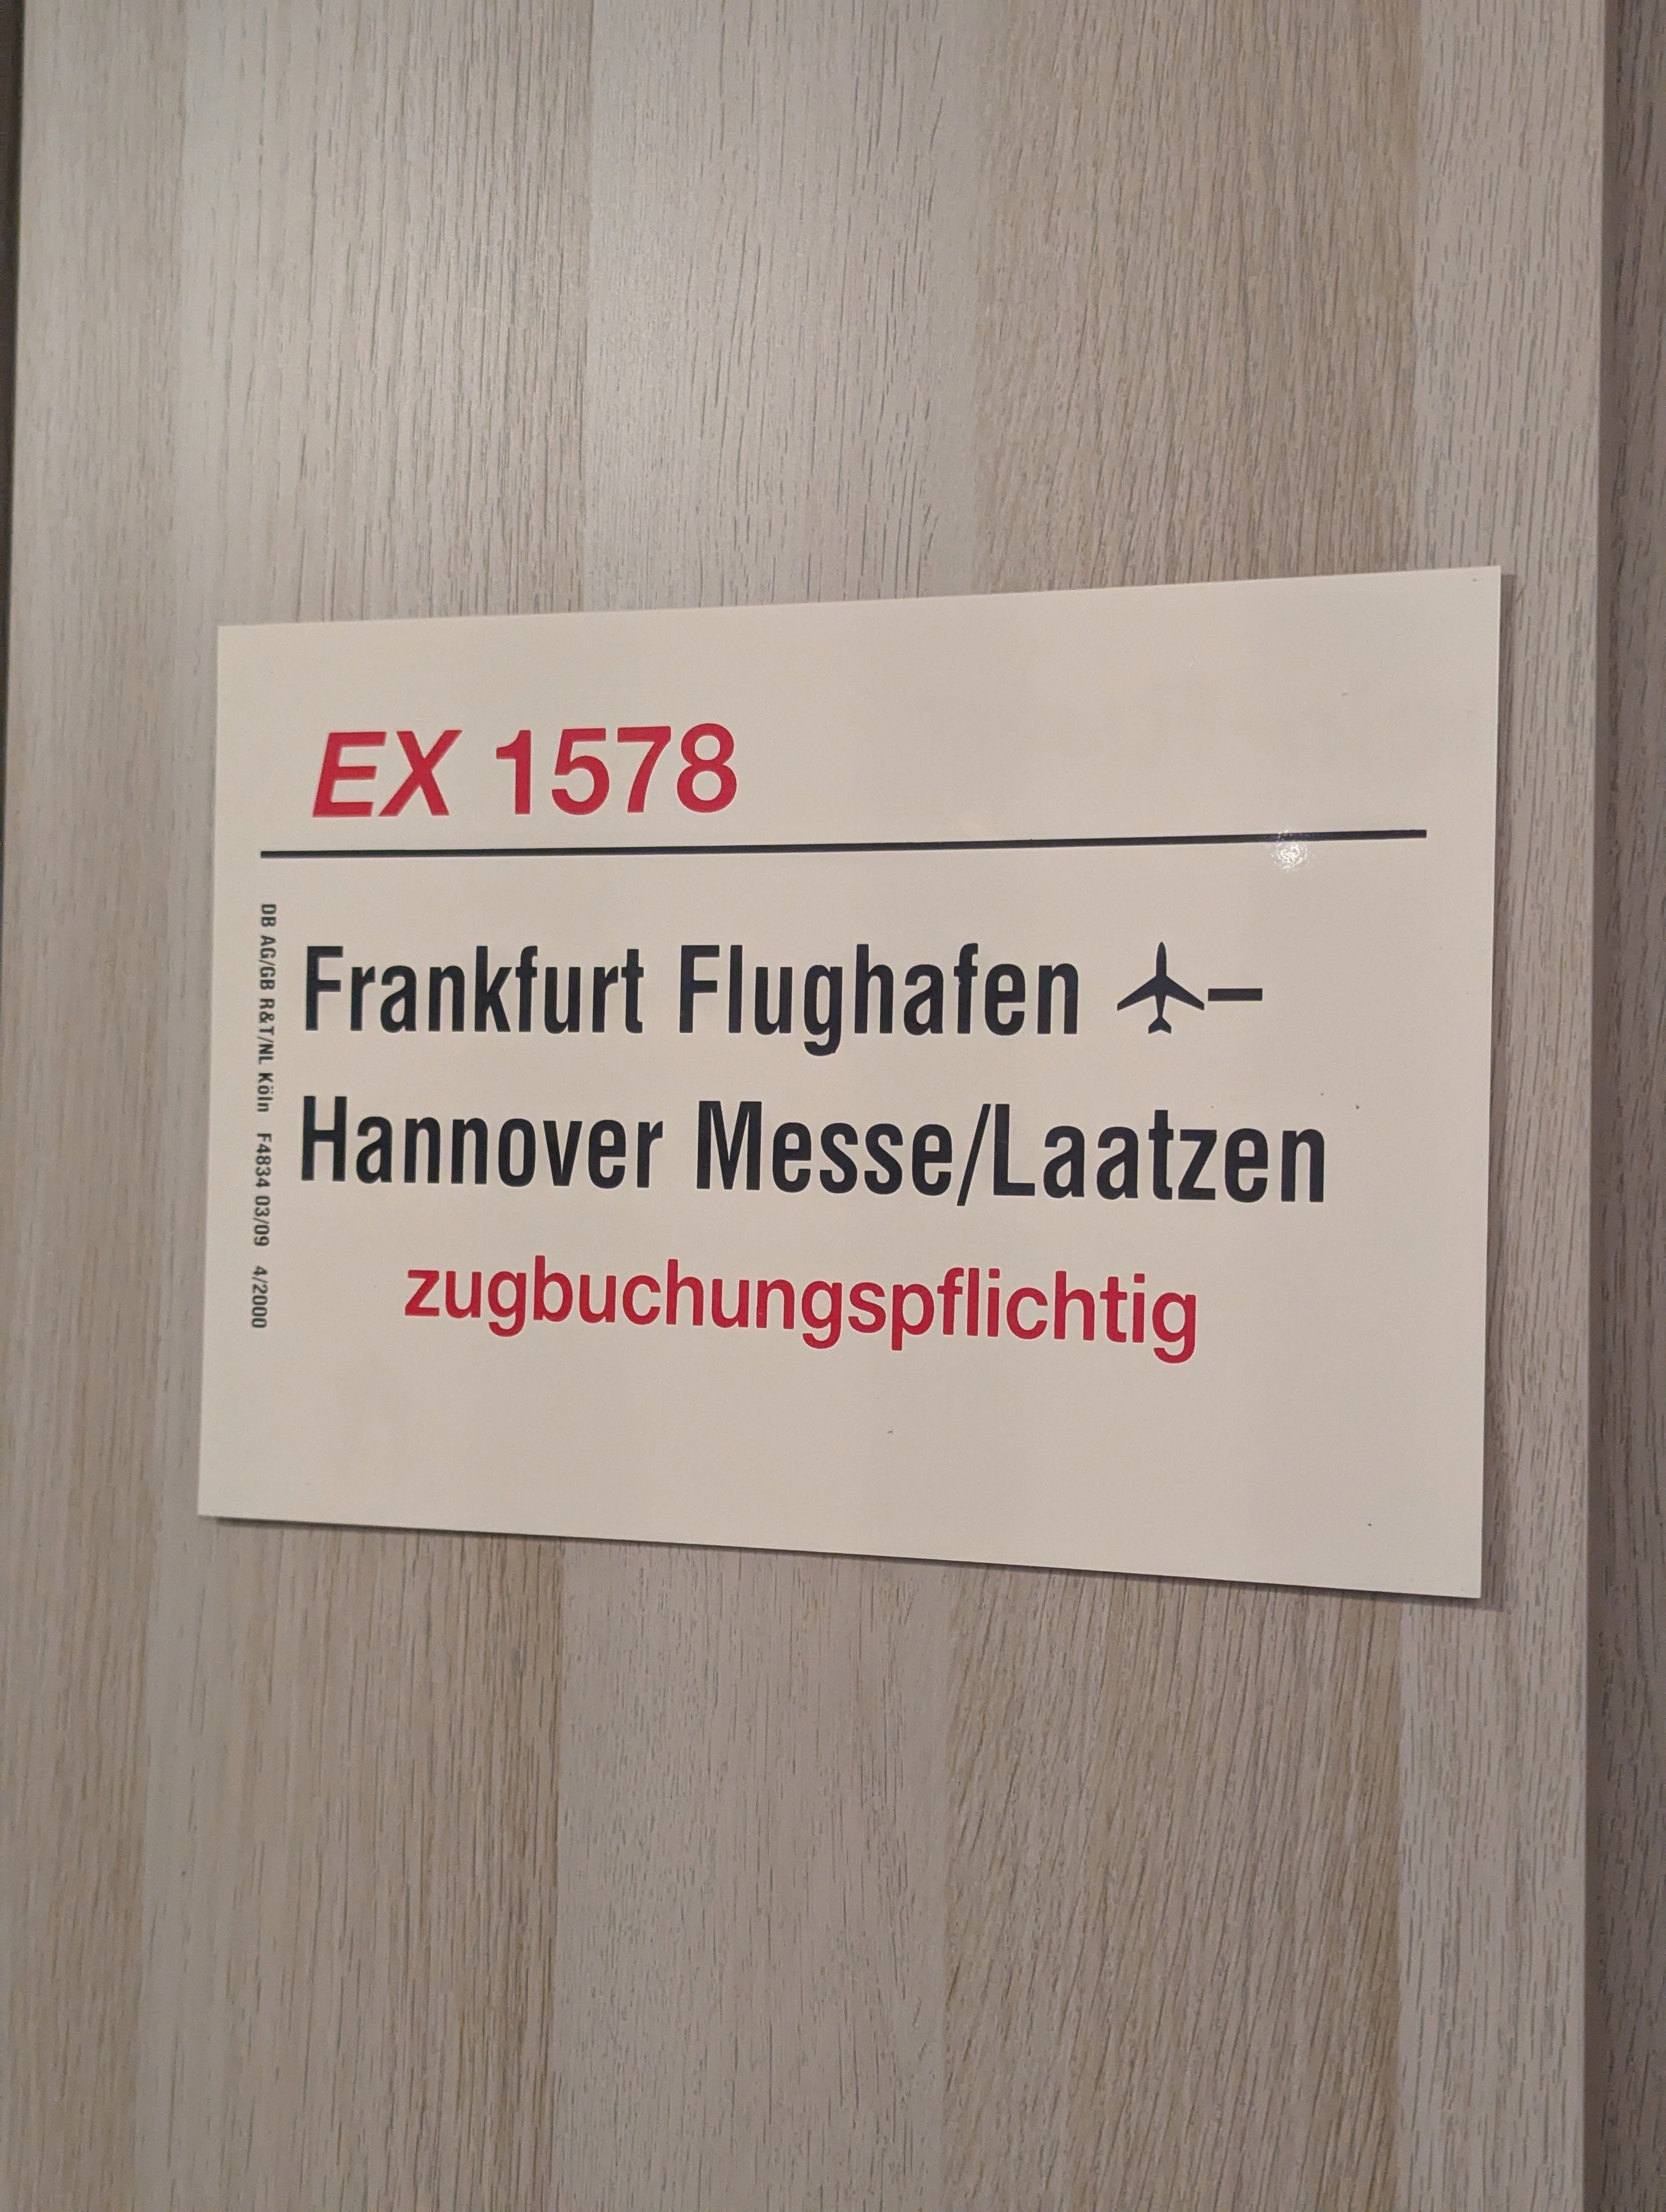 EX 1578
Frankfurt Flughafen ✈–
Hannover Messe/Laatzen
zugbuchungspflichtig
DB AG/GB R&T/NL Köln F4834 03/09 4/2000